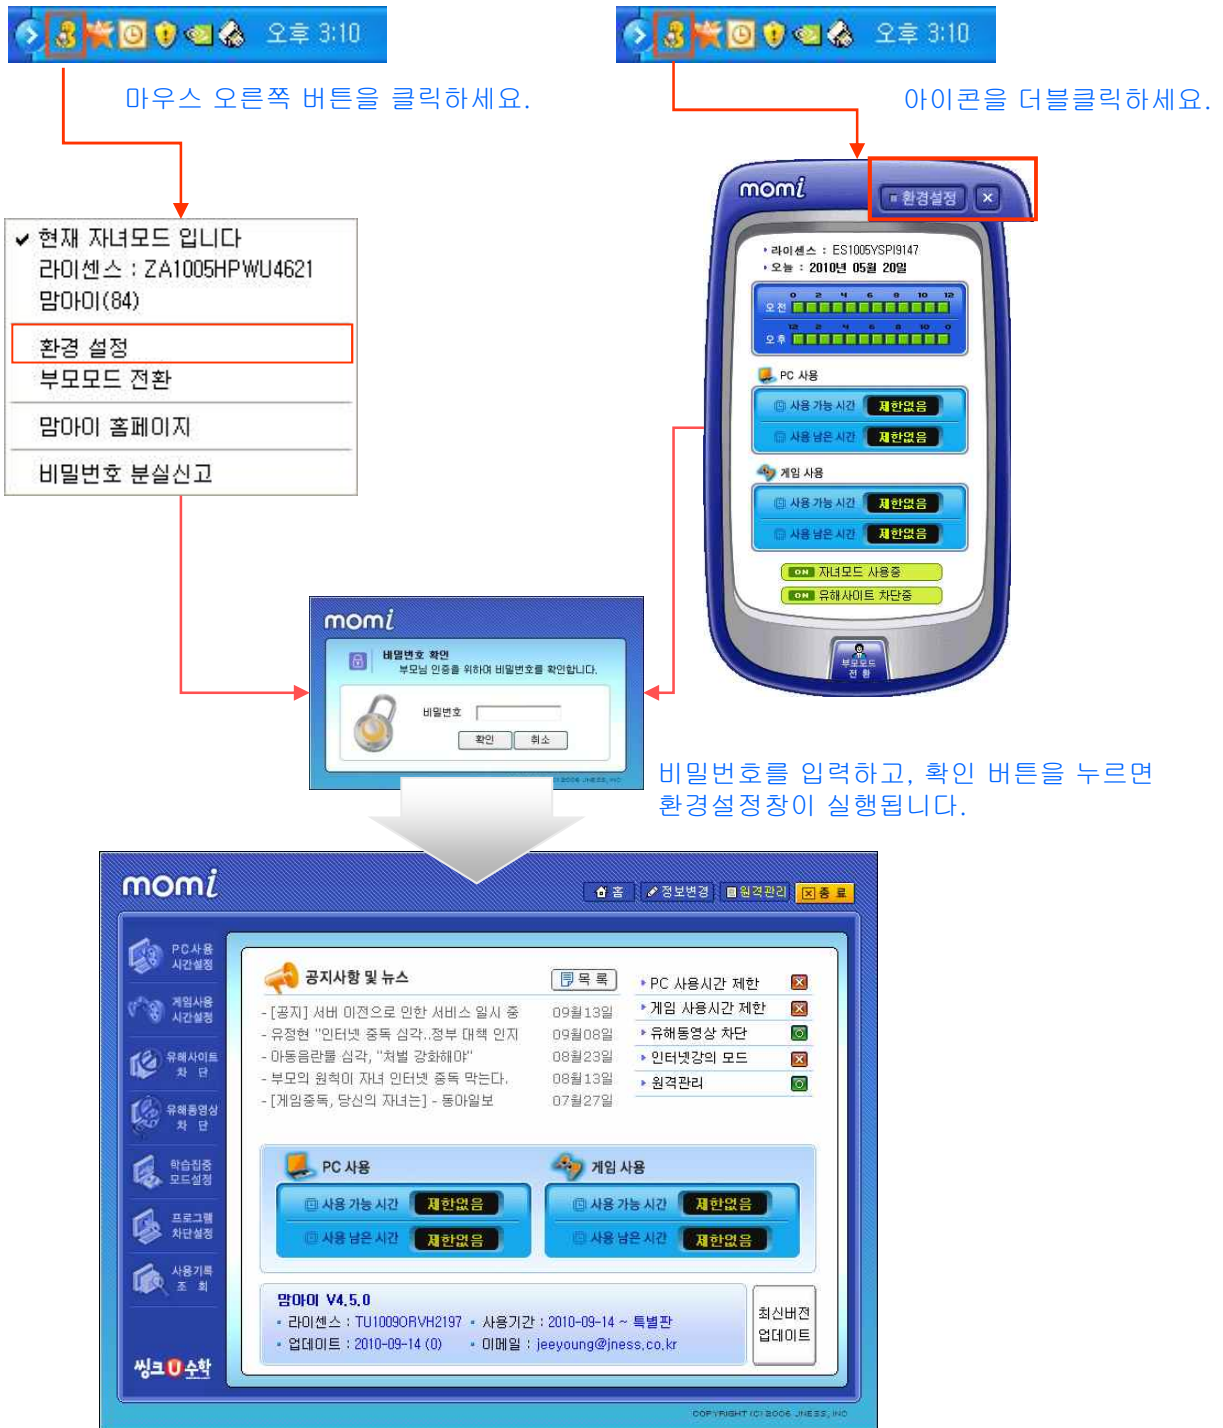 오후 3:10
오후 3:10
마우스 오른쪽 버튼을 클릭하세요.
아이콘을 더블클릭하세요.
현재 자녀모드 입니다
라이센스 : ZA1005HPWU4621
맘아이(84)
환경 설정
부모모드 전환
맘아이 홈페이지
비밀번호 분실신고
momi
환경설정
라이센스 : ES1005YSPI9147
오늘 : 2010년 05월 20일
0 2 4 6 8 10 12
오전
12 2 4 6 8 10 0
오후
PC 사용
사용 가능 시간 제한없음
사용 남은 시간 제한없음
게임 사용
사용 가능 시간 제한없음
사용 남은 시간 제한없음
ON 자녀모드 사용중
ON 유해사이트 차단중
부모모드
전 환
momi
비밀번호 확인
부모님 인증을 위하여 비밀번호를 확인합니다.
비밀번호
확인 취소
(C) 2006 JNESS, INC
비밀번호를 입력하고, 확인 버튼을 누르면
환경설정창이 실행됩니다.
momi
홈 정보변경 원격관리 종 료
PC사용
시간설정
게임사용
시간설정
유해사이트
차 단
유해동영상
차 단
학습집중
모드설정
프로그램
차단설정
사용기록
조 회
씽크U수학
공지사항 및 뉴스 목 록
- [공지] 서버 이전으로 인한 서비스 일시 중 09월13일
- 유정현 "인터넷 중독 심각..정부 대책 인지 09월08일
- 아동음란물 심각, "처벌 강화해야" 08월23일
- 부모의 원칙이 자녀 인터넷 중독 막는다. 08월13일
- [게임중독, 당신의 자녀는] - 동아일보 07월27일
PC 사용시간 제한
게임 사용시간 제한
유해동영상 차단
인터넷강의 모드
원격관리
PC 사용
사용 가능 시간 제한없음
사용 남은 시간 제한없음
게임 사용
사용 가능 시간 제한없음
사용 남은 시간 제한없음
맘아이 V4.5.0
• 라이센스 : TU1009ORVH2197 • 사용기간 : 2010-09-14 ~ 특별판
• 업데이트 : 2010-09-14 (0) • 이메일 : jeeyoung@jness.co.kr
최신버전
업데이트
COPYRIGHT (C) 2006 JNESS, INC